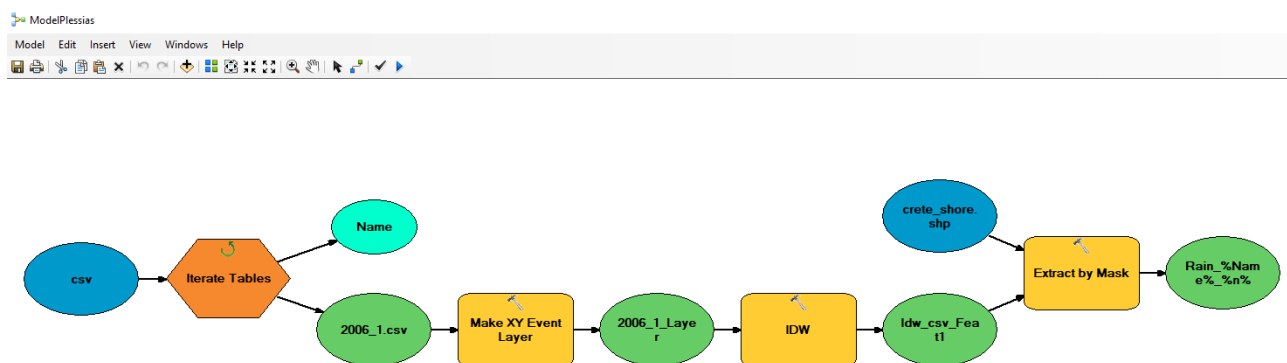 ModelPlessias
Model Edit Insert View Windows Help
crete_shore.
shp
Name
csv
Iterate Tables
Extract by Mask
Rain_%Nam
e%_%n%
2006_1.csv
Make XY Event
Layer
2006_1_Laye
r
IDW
Idw_csv_Fea
t1